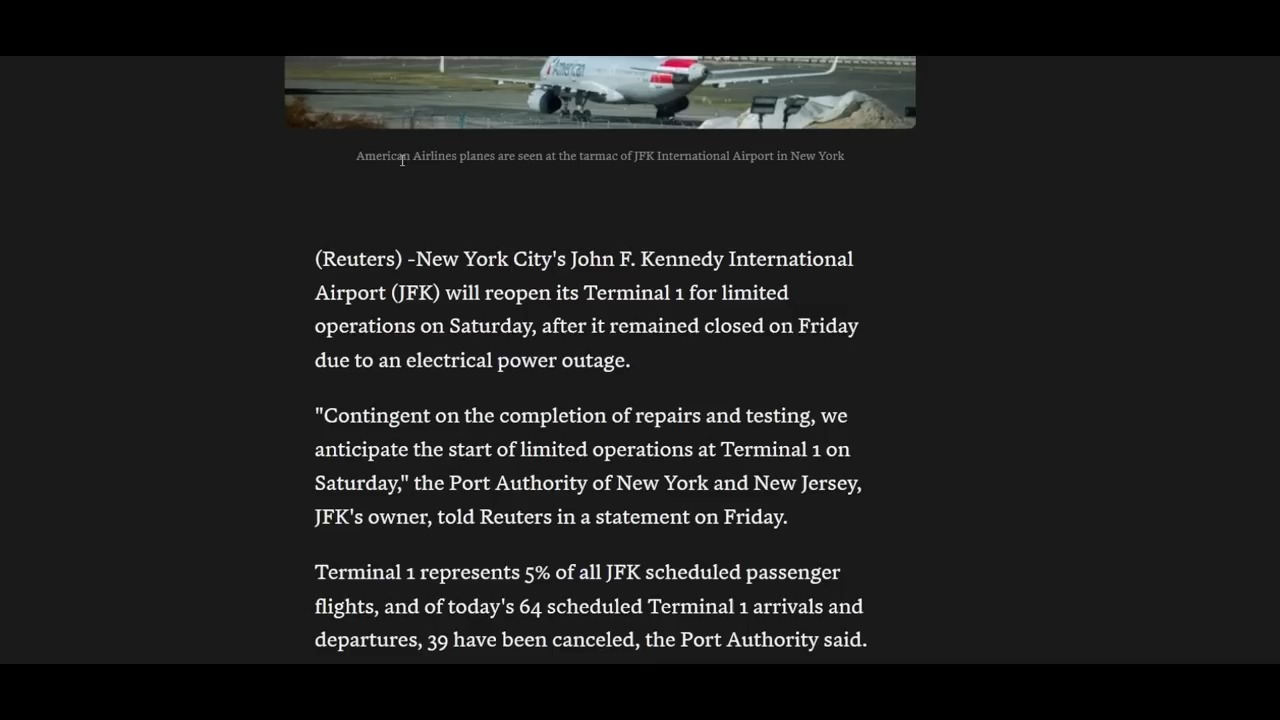 American
American Airlines planes are seen at the tarmac of JFK International Airport in New York
(Reuters) -New York City's John F. Kennedy International
Airport (JFK) will reopen its Terminal 1 for limited
operations on Saturday, after it remained closed on Friday
due to an electrical power outage.
"Contingent on the completion of repairs and testing, we
anticipate the start of limited operations at Terminal 1 on
Saturday," the Port Authority of New York and New Jersey,
JFK's owner, told Reuters in a statement on Friday.
Terminal 1 represents 5% of all JFK scheduled passenger
flights, and of today's 64 scheduled Terminal 1 arrivals and
departures, 39 have been canceled, the Port Authority said.